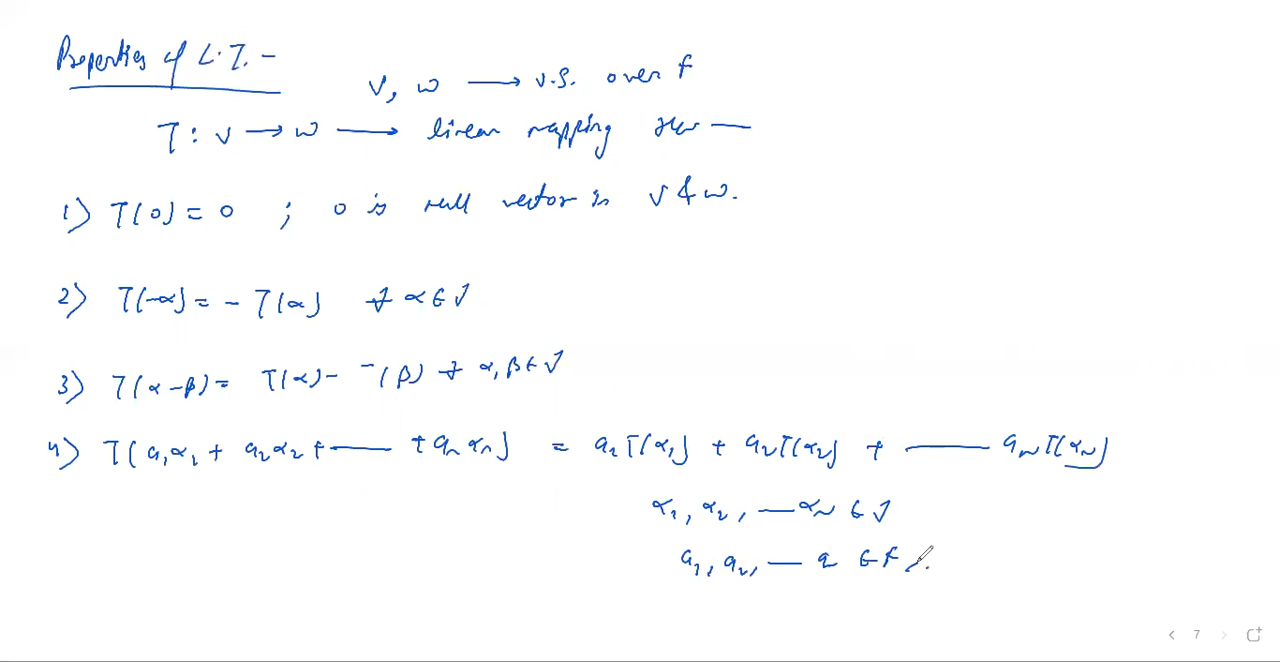 Properties of L.T. -
V, W ⟶ v.s. over F
T : V → W ⟶ linear mapping then —
1) T(0) = 0 ; 0 is null vector in V & W.
2) T(-α) = - T(α) ∀ α ∈ V
3) T(α - β) = T(α) - T(β) ∀ α, β ∈ V
4) T(a₁α₁ + a₂α₂ + — + aₙαₙ) = a₁T(α₁) + a₂T(α₂) + — aₙT(αₙ)
α₁, α₂, — αₙ ∈ V
a₁, a₂, — a ∈ F.
< 7 >